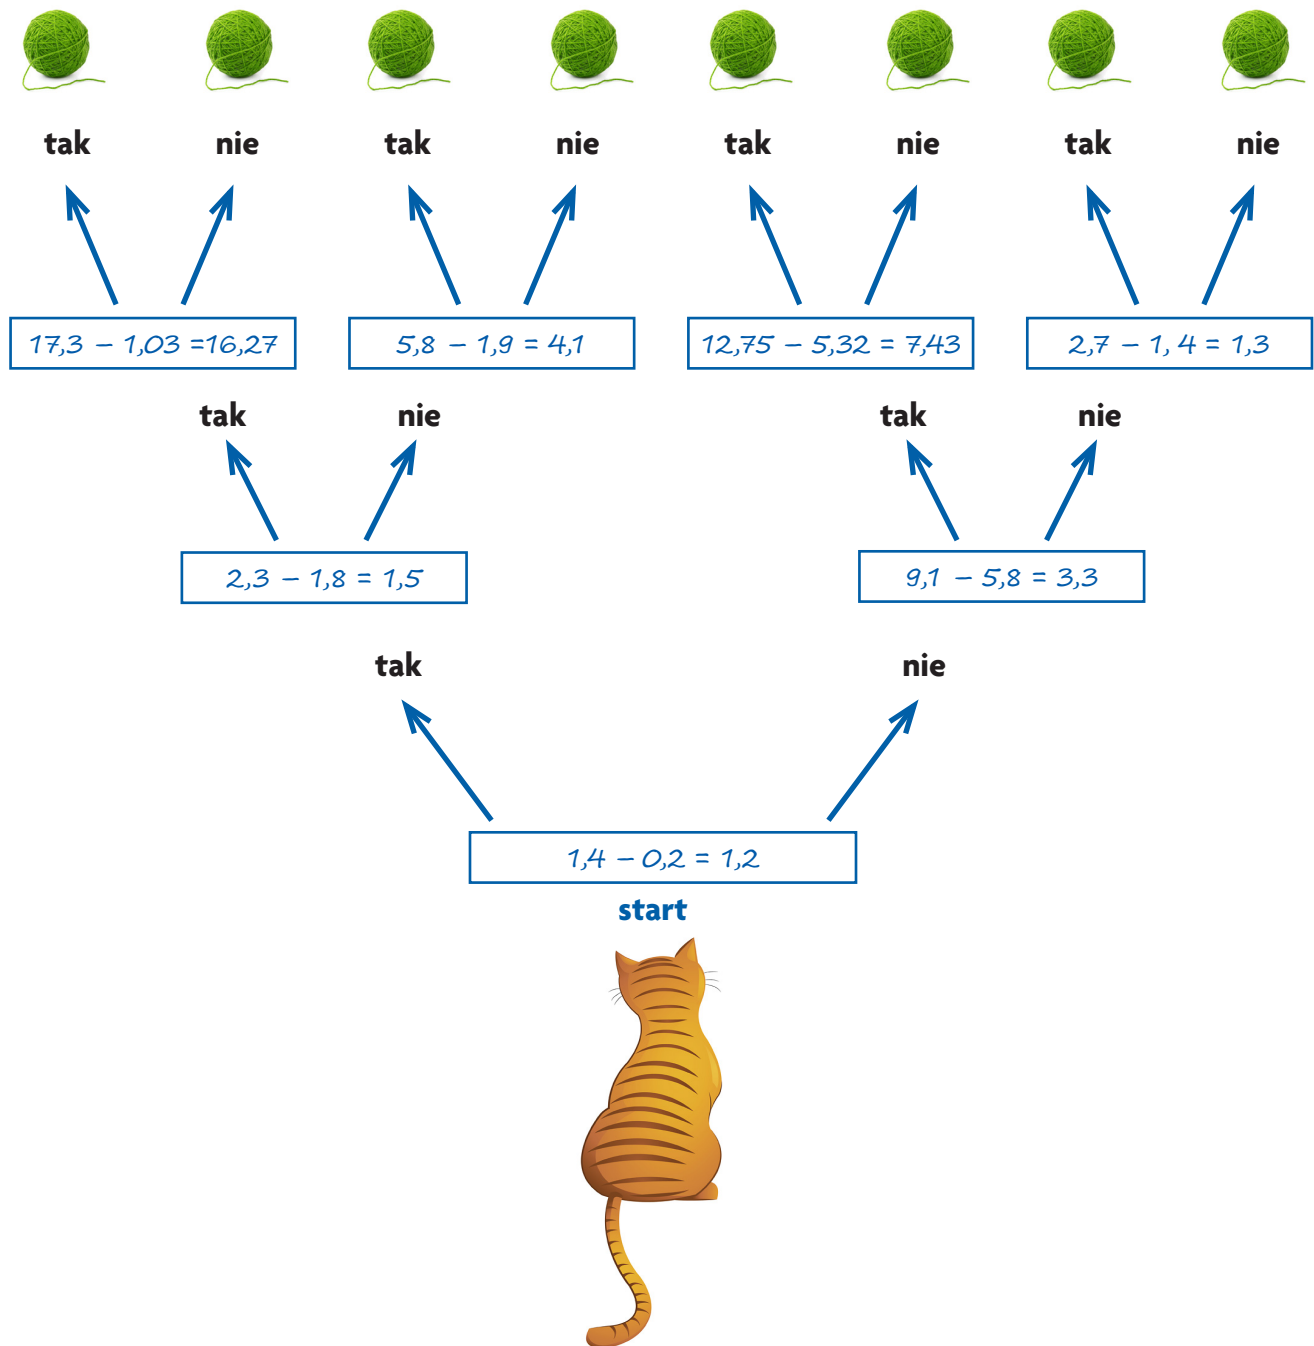 tak nie tak nie tak nie tak nie
17,3 – 1,03 =16,27 5,8 – 1,9 = 4,1 12,75 – 5,32 = 7,43 2,7 – 1, 4 = 1,3
tak nie tak nie
2,3 – 1,8 = 1,5 9,1 – 5,8 = 3,3
tak nie
1,4 – 0,2 = 1,2
start